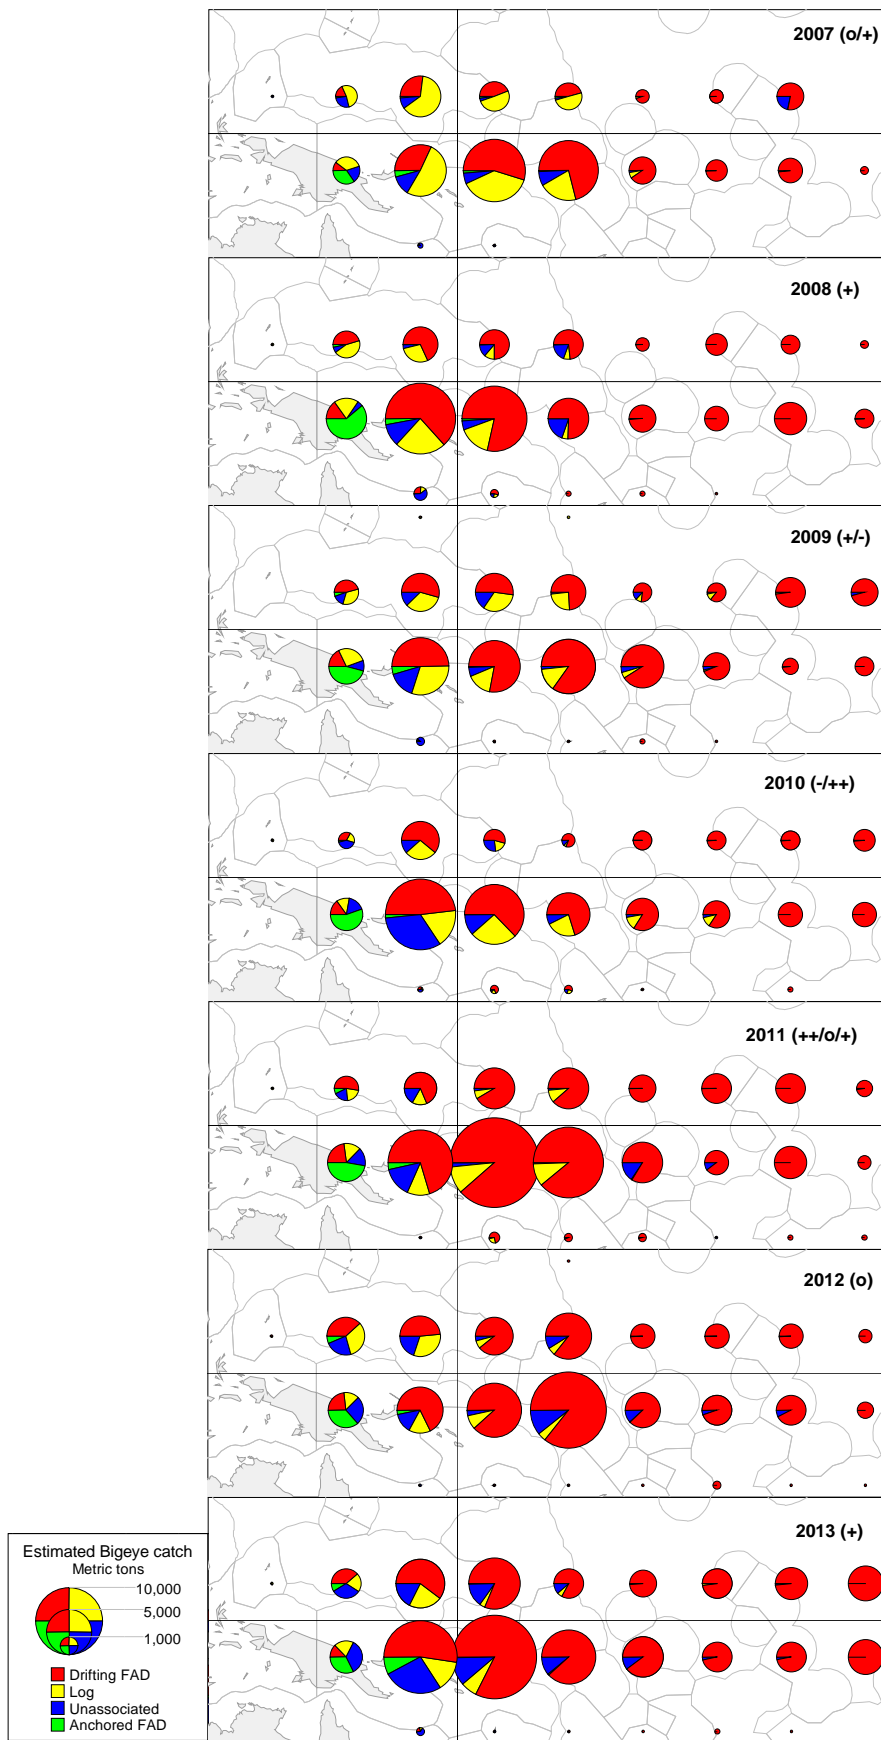 2007 (o/+)
2008 (+)
2009 (+/-)
2010 (-/++)
2011 (++/o/+)
2012 (o)
2013 (+)
Estimated Bigeye catch
Metric tons
10,000
5,000
1,000
Drifting FAD
Log
Unassociated
Anchored FAD